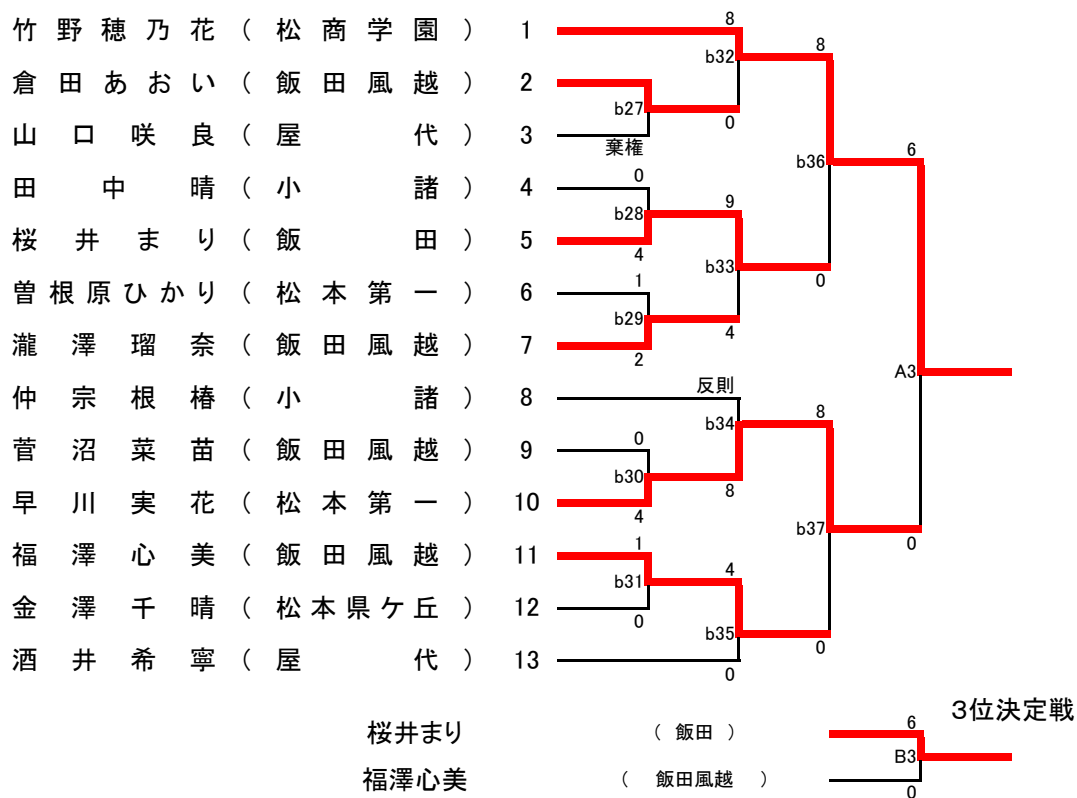 竹野穂乃花 ( 松商学園 ) 1 8
b32 8
倉田あおい ( 飯田風越 ) 2
b27 0
山口咲良 ( 屋代 ) 3
棄権 b36 6
田中晴 ( 小諸 ) 4 0
b28 9
桜井まり ( 飯田 ) 5 4
b33 0
曽根原ひかり ( 松本第一 ) 6 1
b29 4
瀧澤瑠奈 ( 飯田風越 ) 7 2
A3
仲宗根椿 ( 小諸 ) 8 反則
b34 8
菅沼菜苗 ( 飯田風越 ) 9 0
b30 8
早川実花 ( 松本第一 ) 10 4
b37 0
福澤心美 ( 飯田風越 ) 11 1
b31 4
金澤千晴 ( 松本県ケ丘 ) 12 0
b35 0
酒井希寧 ( 屋代 ) 13 0
3位決定戦
桜井まり ( 飯田 ) 6
B3
福澤心美 ( 飯田風越 ) 0